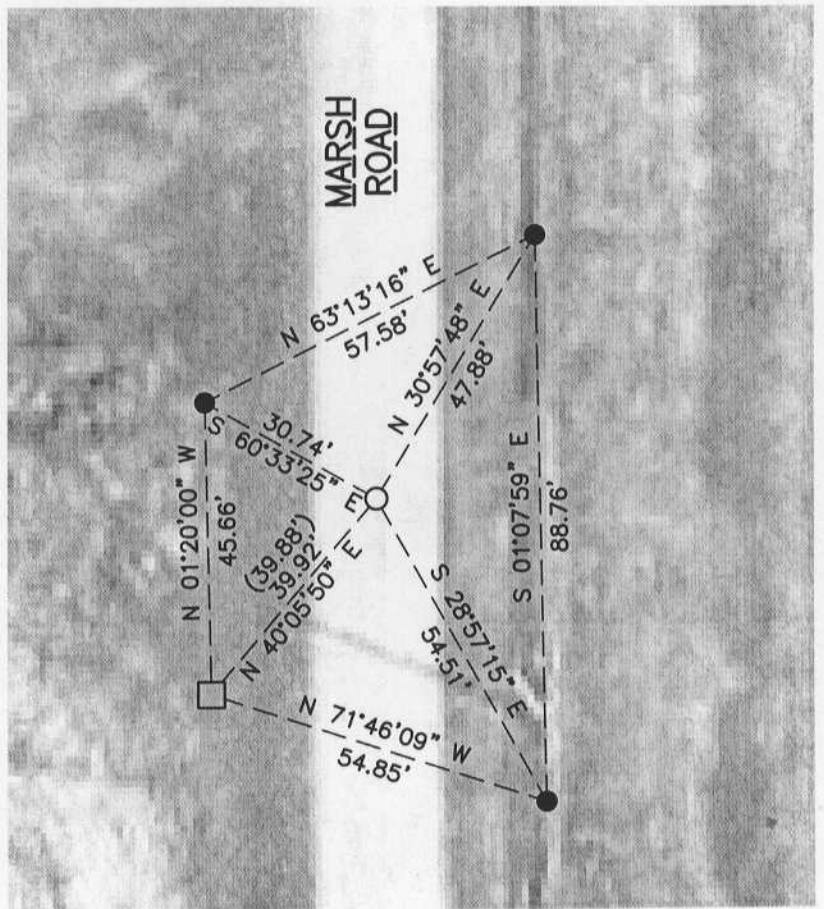 MARSH
ROAD
N 63°13'16" E
57.58'
N 30°57'48" E
47.88'
30.74'
S 60°33'25" E
N 01°20'00" W
45.66'
(39.88')
39.92'
N 40°05'50" E
S 01°07'59" E
88.76'
S 28°57'15" E
54.51'
N 71°46'09" W
54.85'